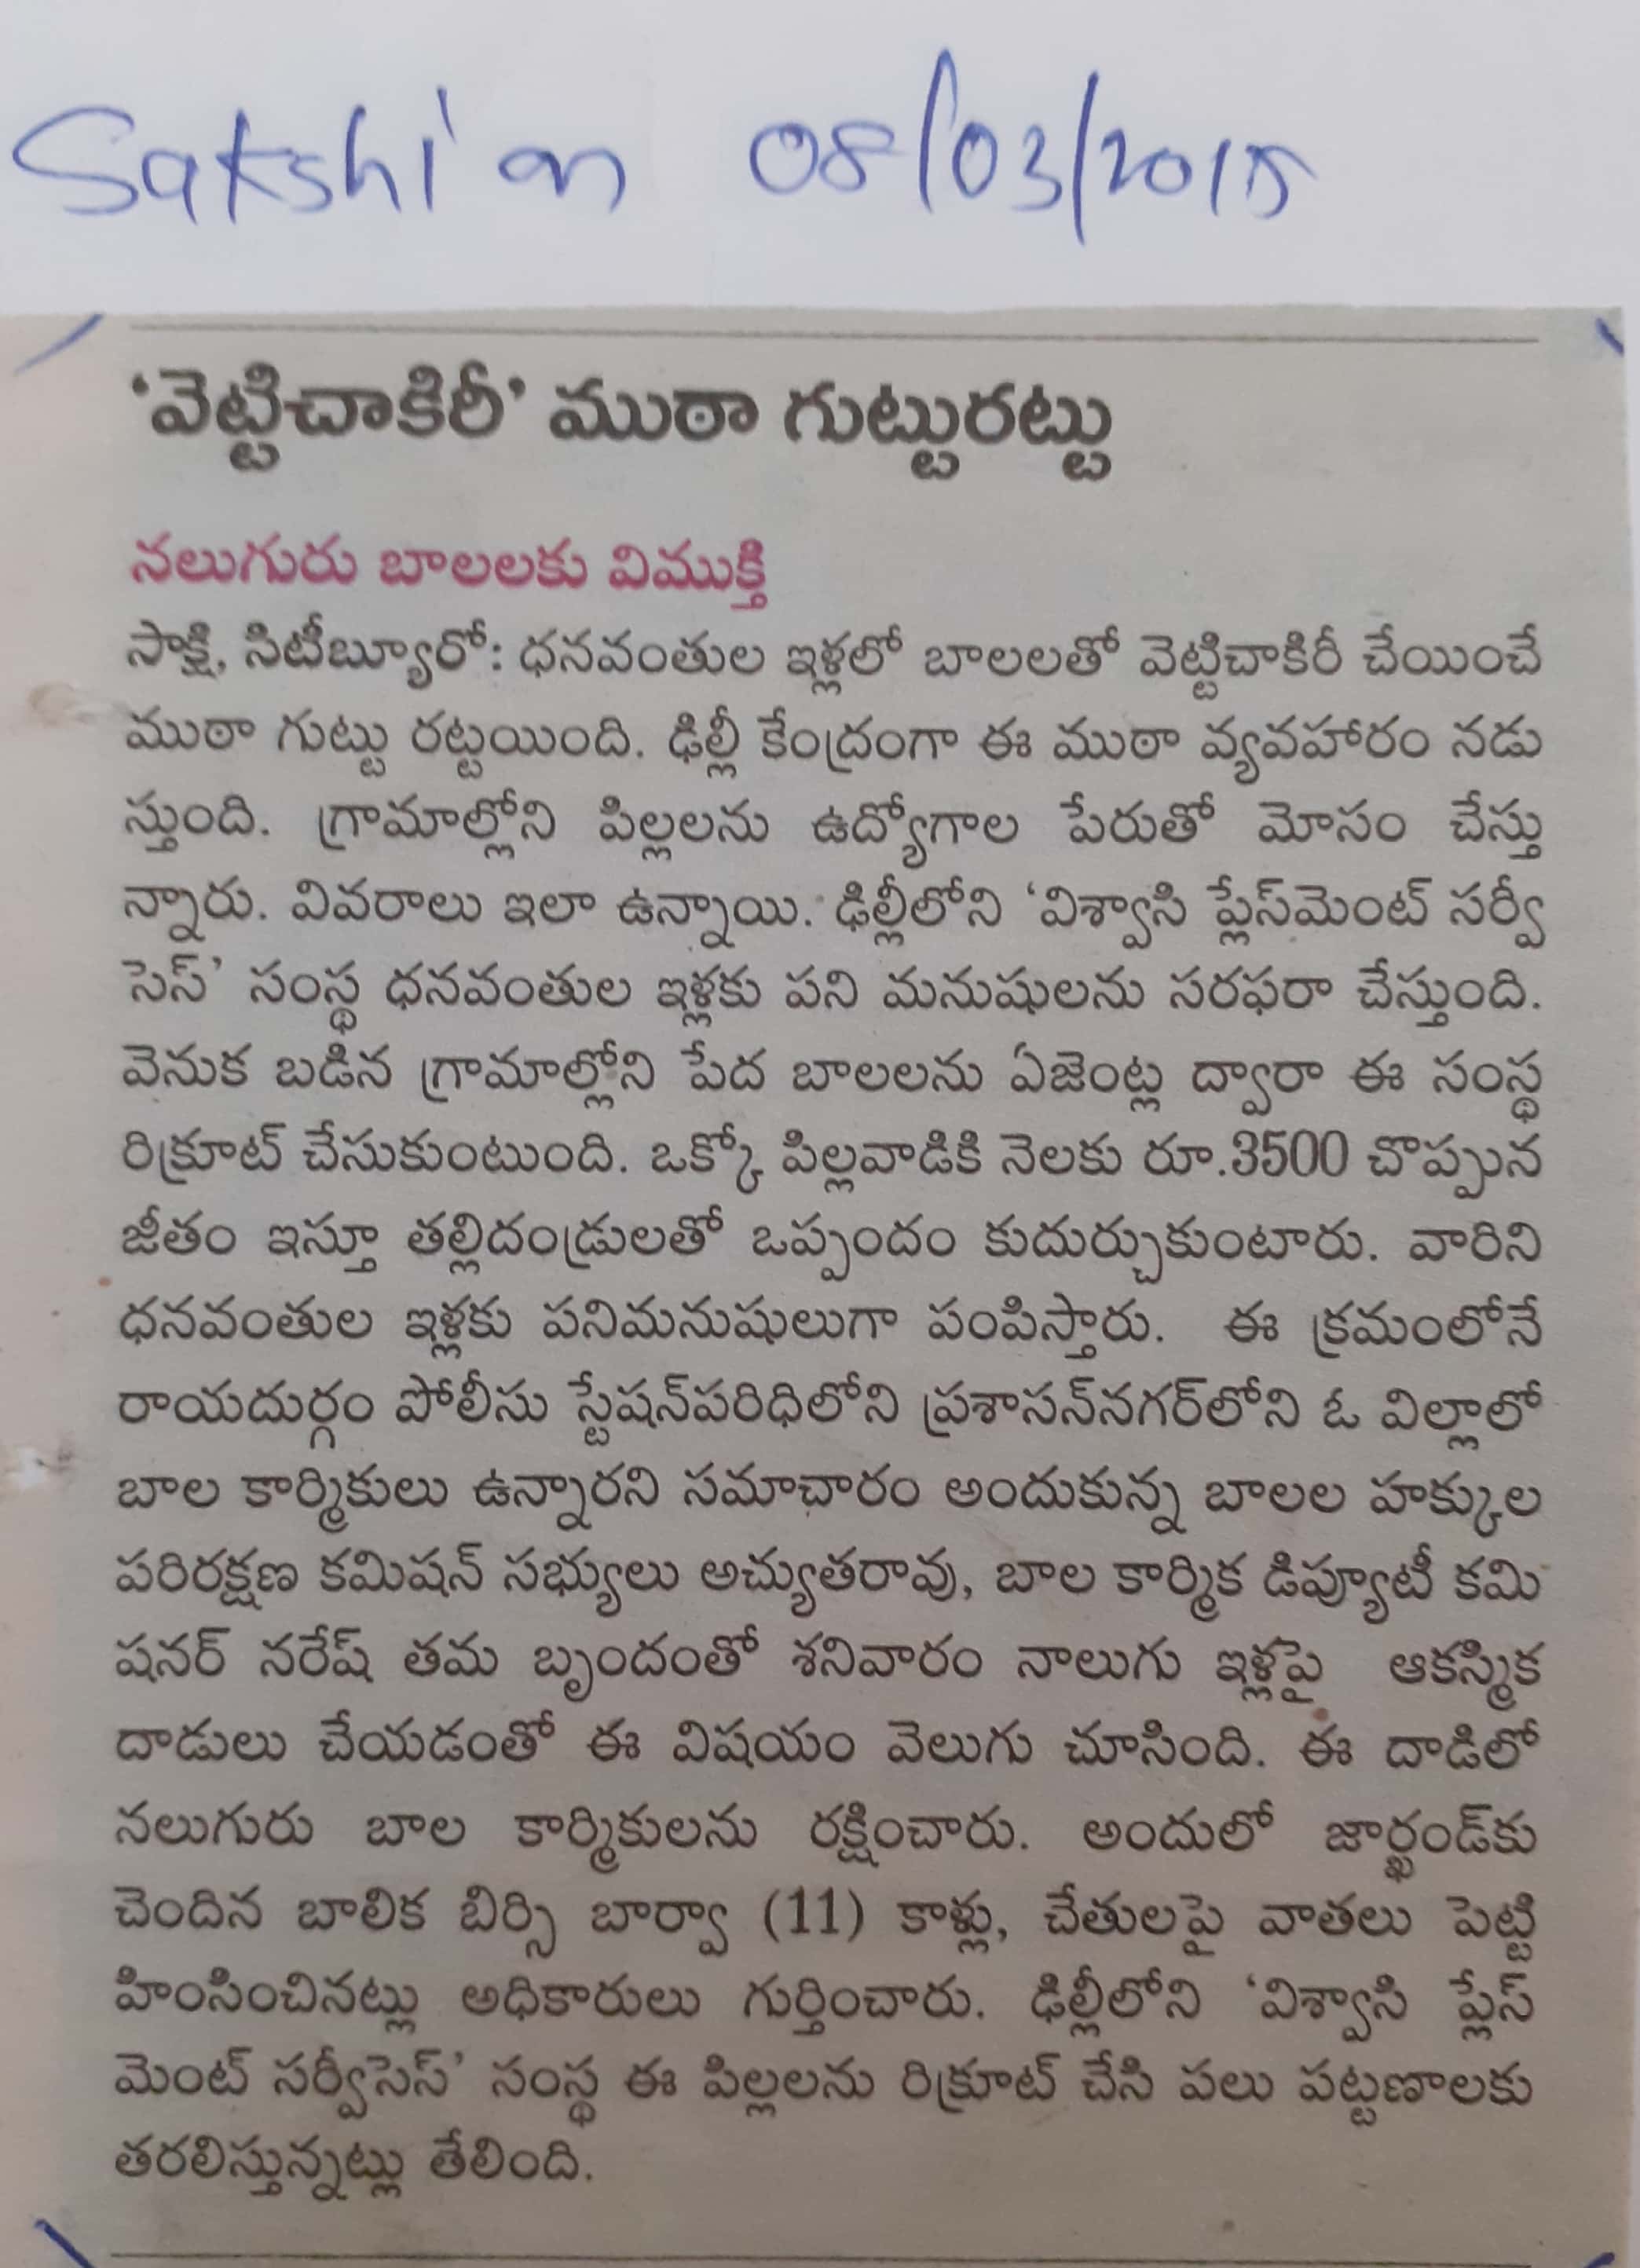 Sakshi on 08/03/2015
‘వెట్టిచాకిరీ’ ముఠా గుట్టురట్టు
నలుగురు బాలలకు విముక్తి
సాక్షి, సిటీబ్యూరో: ధనవంతుల ఇళ్లలో బాలలతో వెట్టిచాకిరీ చేయించే
ముఠా గుట్టు రట్టయింది. ఢిల్లీ కేంద్రంగా ఈ ముఠా వ్యవహారం నడు
స్తుంది. గ్రామాల్లోని పిల్లలను ఉద్యోగాల పేరుతో మోసం చేస్తు
న్నారు. వివరాలు ఇలా ఉన్నాయి. ఢిల్లీలోని ‘విశ్వాసి ప్లేస్‌మెంట్ సర్వీ
సెస్’ సంస్థ ధనవంతుల ఇళ్లకు పని మనుషులను సరఫరా చేస్తుంది.
వెనుక బడిన గ్రామాల్లోని పేద బాలలను ఏజెంట్ల ద్వారా ఈ సంస్థ
రిక్రూట్ చేసుకుంటుంది. ఒక్కో పిల్లవాడికి నెలకు రూ.3500 చొప్పున
జీతం ఇస్తూ తల్లిదండ్రులతో ఒప్పందం కుదుర్చుకుంటారు. వారిని
ధనవంతుల ఇళ్లకు పనిమనుషులుగా పంపిస్తారు. ఈ క్రమంలోనే
రాయదుర్గం పోలీసు స్టేషన్‌పరిధిలోని ప్రశాసన్‌నగర్‌లోని ఓ విల్లాలో
బాల కార్మికులు ఉన్నారని సమాచారం అందుకున్న బాలల హక్కుల
పరిరక్షణ కమిషన్ సభ్యులు అచ్యుతరావు, బాల కార్మిక డిప్యూటీ కమి
షనర్ నరేష్ తమ బృందంతో శనివారం నాలుగు ఇళ్లపై ఆకస్మిక
దాడులు చేయడంతో ఈ విషయం వెలుగు చూసింది. ఈ దాడిలో
నలుగురు బాల కార్మికులను రక్షించారు. అందులో జార్ఖండ్‌కు
చెందిన బాలిక బిర్సి బార్వా (11) కాళ్లు, చేతులపై వాతలు పెట్టి
హింసించినట్లు అధికారులు గుర్తించారు. ఢిల్లీలోని ‘విశ్వాసి ప్లేస్
మెంట్ సర్వీసెస్’ సంస్థ ఈ పిల్లలను రిక్రూట్ చేసి పలు పట్టణాలకు
తరలిస్తున్నట్లు తేలింది.